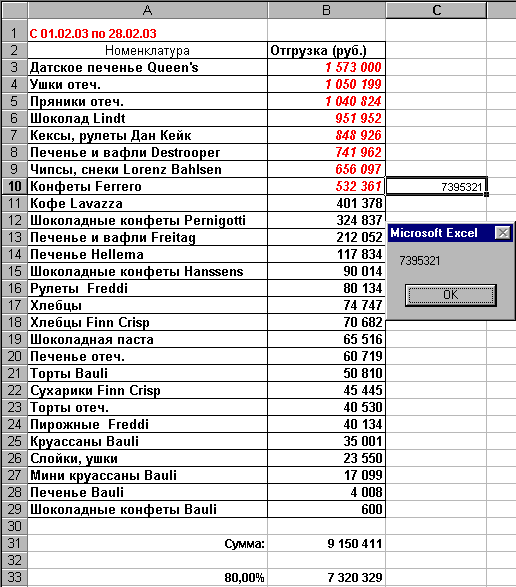 A B C
1 С 01.02.03 по 28.02.03
2 Номенклатура Отгрузка (руб.)
3 Датское печенье Queen's 1 573 000
4 Ушки отеч. 1 050 199
5 Пряники отеч. 1 040 824
6 Шоколад Lindt 951 952
7 Кексы, рулеты Дан Кейк 848 926
8 Печенье и вафли Destrooper 741 962
9 Чипсы, снеки Lorenz Bahlsen 656 097
10 Конфеты Ferrero 532 361 7395321
11 Кофе Lavazza 401 378
12 Шоколадные конфеты Pernigotti 324 837
13 Печенье и вафли Freitag 212 052
14 Печенье Hellema 117 834
15 Шоколадные конфеты Hanssens 90 014
16 Рулеты Freddi 80 134
17 Хлебцы 74 747
18 Хлебцы Finn Crisp 70 682
19 Шоколадная паста 65 516
20 Печенье отеч. 60 719
21 Торты Bauli 50 810
22 Сухарики Finn Crisp 45 445
23 Торты отеч. 40 530
24 Пирожные Freddi 40 134
25 Круассаны Bauli 35 001
26 Слойки, ушки 23 550
27 Мини круассаны Bauli 17 099
28 Печенье Bauli 4 008
29 Шоколадные конфеты Bauli 600
30
31 Сумма: 9 150 411
32
33 80,00% 7 320 329
Microsoft Excel
7395321
OK